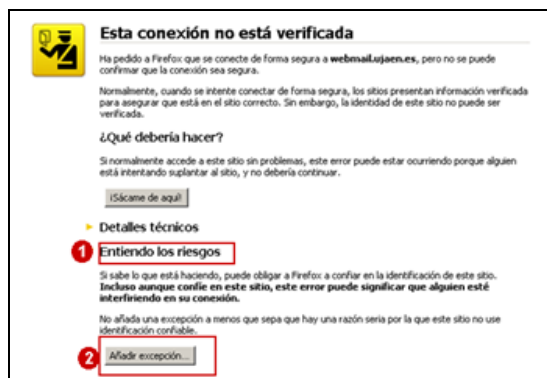 Esta conexión no está verificada
Ha pedido a Firefox que se conecte de forma segura a webmail.ujaen.es, pero no se puede
confirmar que la conexión sea segura.
Normalmente, cuando se intente conectar de forma segura, los sitios presentan información verificada
para asegurar que está en el sitio correcto. Sin embargo, la identidad de este sitio no puede ser
verificada.
¿Qué debería hacer?
Si normalmente accede a este sitio sin problemas, este error puede estar ocurriendo porque alguien
está intentando suplantar al sitio, y no debería continuar.
¡Sácame de aquí!
Detalles técnicos
1 Entiendo los riesgos
Si sabe lo que está haciendo, puede obligar a Firefox a confiar en la identificación de este sitio.
Incluso aunque confíe en este sitio, este error puede significar que alguien esté
interfiriendo en su conexión.
No añada una excepción a menos que sepa que hay una razón seria por la que este sitio no use
identificación confiable.
2 Añadir excepción...